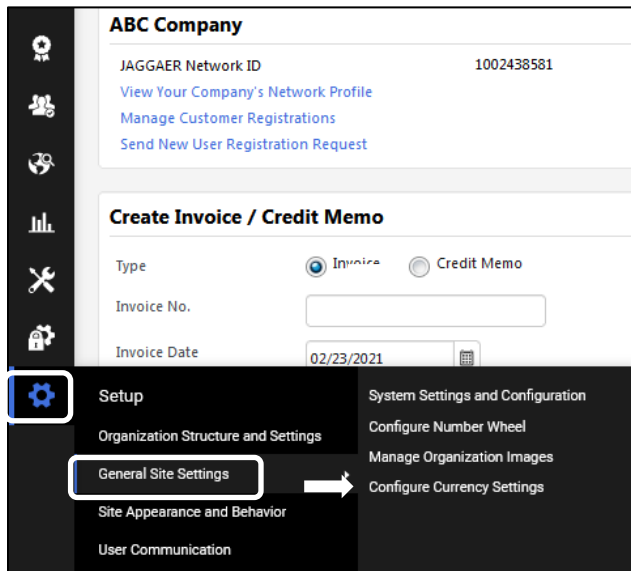 ABC Company
JAGGAER Network ID 1002438581
View Your Company's Network Profile
Manage Customer Registrations
Send New User Registration Request
Create Invoice / Credit Memo
Type Invoice Credit Memo
Invoice No.
Invoice Date 02/23/2021
Setup
Organization Structure and Settings
General Site Settings
Site Appearance and Behavior
User Communication
System Settings and Configuration
Configure Number Wheel
Manage Organization Images
Configure Currency Settings